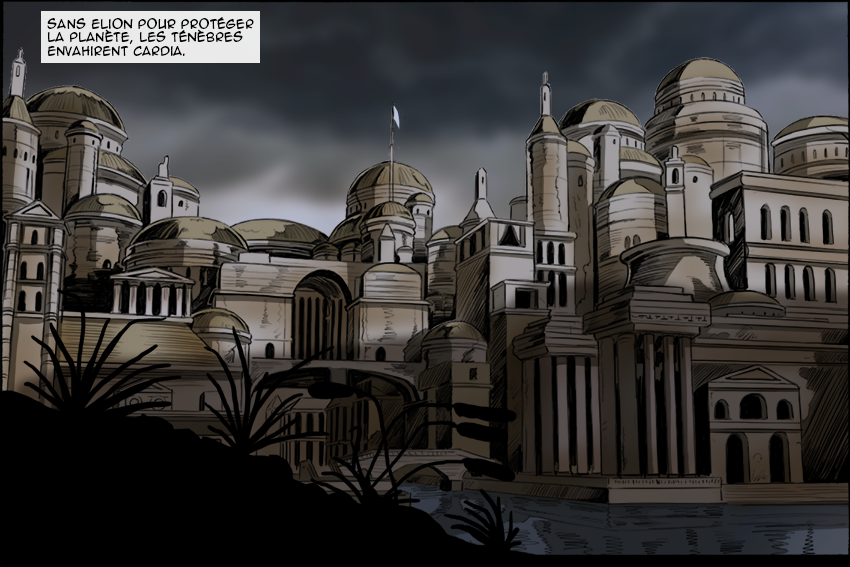 SANS ELION POUR PROTÉGER
LA PLANÈTE, LES TÉNÈBRES
ENVAHIRENT CARDIA.